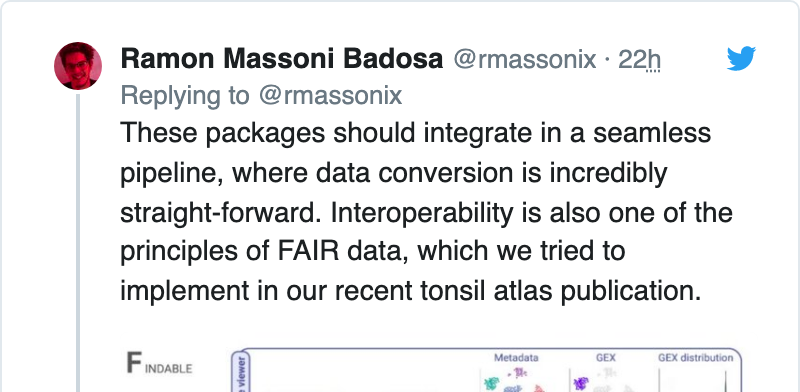 Ramon Massoni Badosa @rmassonix · 22h
Replying to @rmassonix
These packages should integrate in a seamless
pipeline, where data conversion is incredibly
straight-forward. Interoperability is also one of the
principles of FAIR data, which we tried to
implement in our recent tonsil atlas publication.
Metadata GEX GEX distribution
FINDABLE
viewer